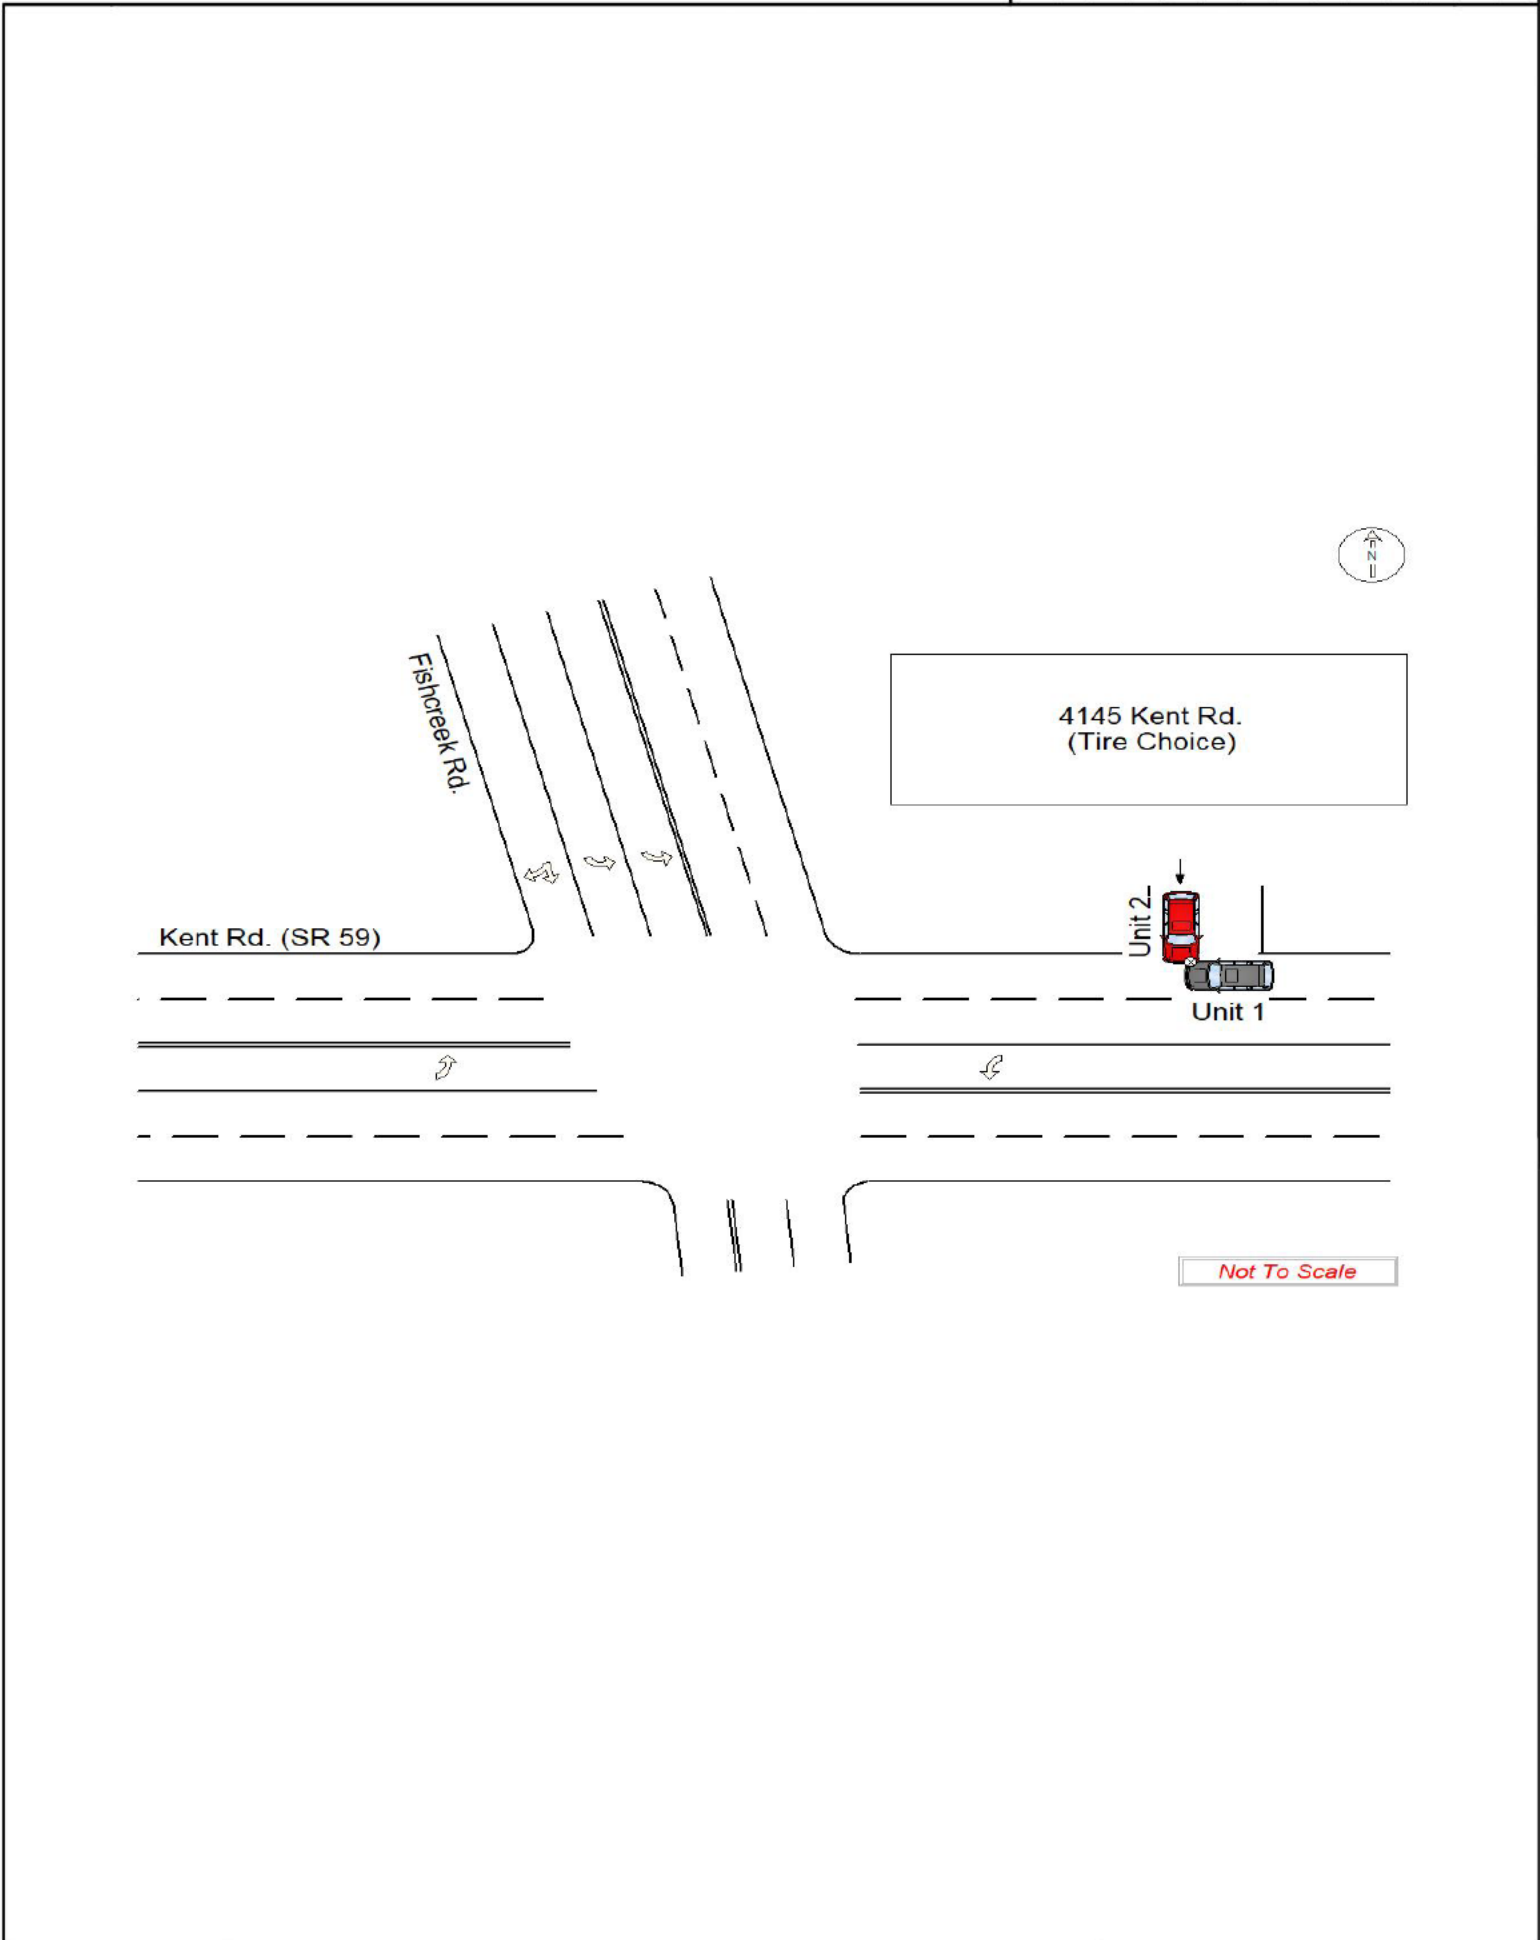 N
Fishcreek Rd.
4145 Kent Rd.
(Tire Choice)
Kent Rd. (SR 59)
Unit 2
Unit 1
Not To Scale